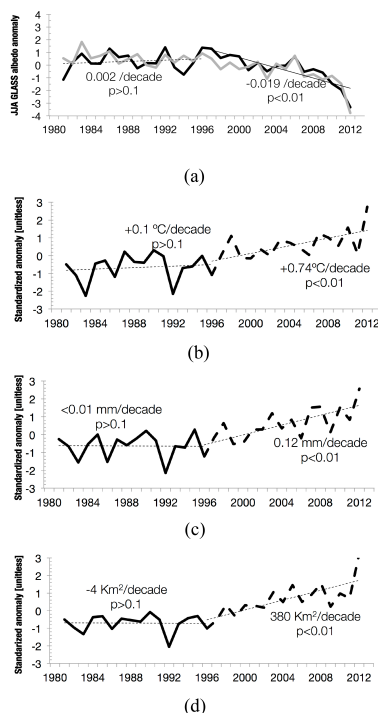 JJA GLASS albedo anomaly
4
3
2
1
0
-1
-2
-3
-4
0.002 /decade
p>0.1
-0.019 /decade
p<0.01
1980 1984 1988 1992 1996 2000 2004 2008 2012
(a)
Standardized anomaly [unitless]
3
2
1
0
-1
-2
-3
+0.1 ºC/decade
p>0.1
+0.74ºC/decade
p<0.01
1980 1984 1988 1992 1996 2000 2004 2008 2012
(b)
Standardized anomaly [unitless]
3
2
1
0
-1
-2
-3
<0.01 mm/decade
p>0.1
0.12 mm/decade
p<0.01
1980 1984 1988 1992 1996 2000 2004 2008 2012
(c)
Standarized anomaly [unitless]
3
2
1
0
-1
-2
-3
-4 Km²/decade
p>0.1
380 Km²/decade
p<0.01
1980 1984 1988 1992 1996 2000 2004 2008 2012
(d)